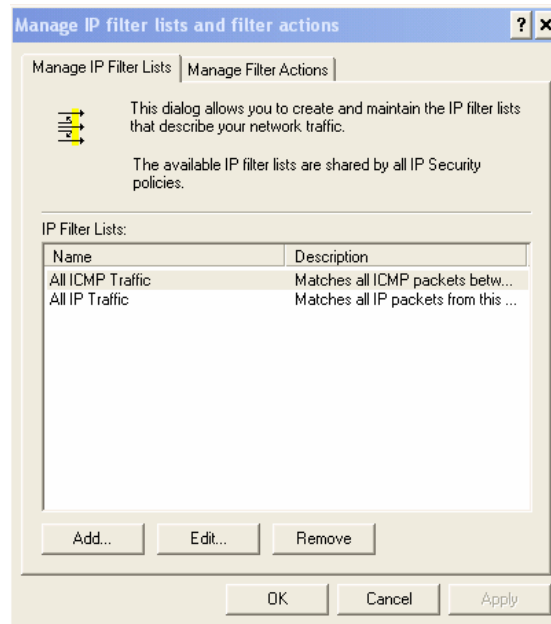 Manage IP filter lists and filter actions
Manage IP Filter Lists
Manage Filter Actions
This dialog allows you to create and maintain the IP filter lists
that describe your network traffic.
The available IP filter lists are shared by all IP Security
policies.
IP Filter Lists:
Name Description
All ICMP Traffic Matches all ICMP packets betw...
All IP Traffic Matches all IP packets from this ...
Add... Edit... Remove
OK Cancel Apply